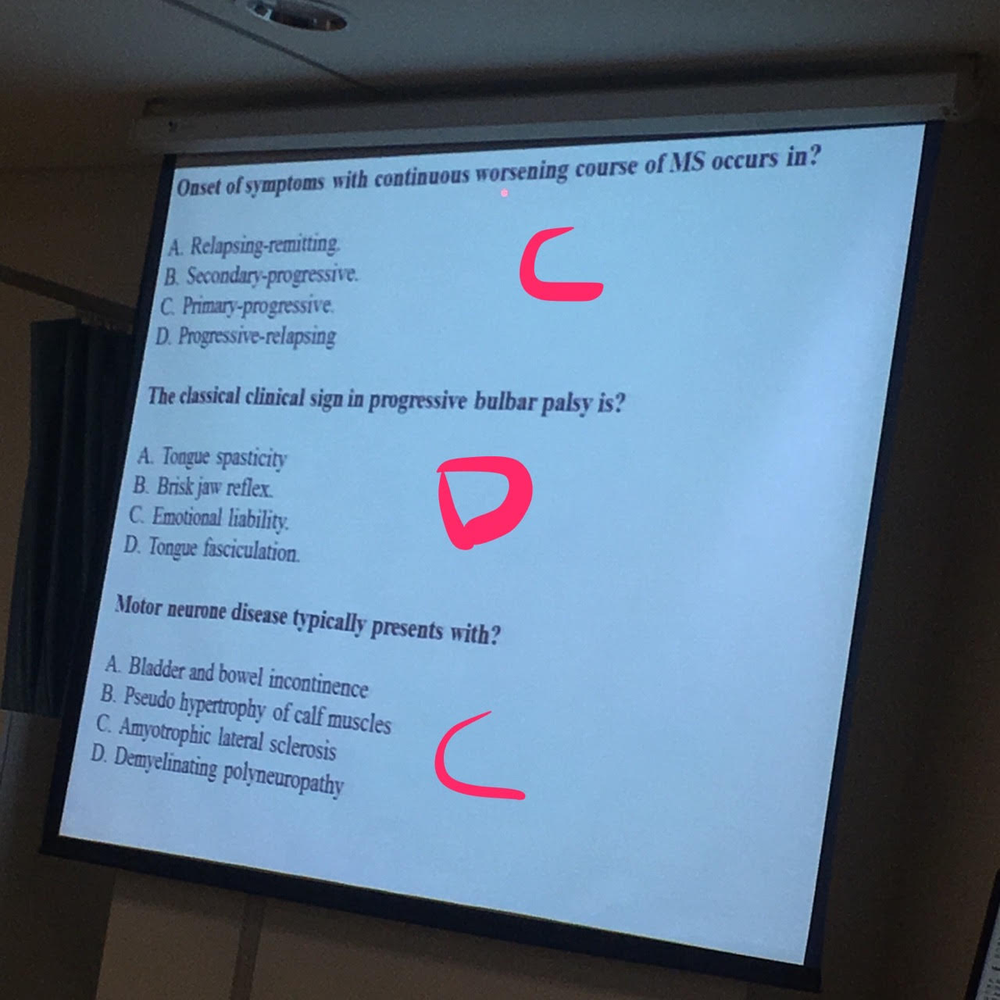 Onset of symptoms with continuous worsening course of MS occurs in?
A. Relapsing-remitting.
B. Secondary-progressive.
C. Primary-progressive.
D. Progressive-relapsing
C
The classical clinical sign in progressive bulbar palsy is?
A. Tongue spasticity
B. Brisk jaw reflex.
C. Emotional liability.
D. Tongue fasciculation.
D
Motor neurone disease typically presents with?
A. Bladder and bowel incontinence
B. Pseudo hypertrophy of calf muscles
C. Amyotrophic lateral sclerosis
D. Demyelinating polyneuropathy
C